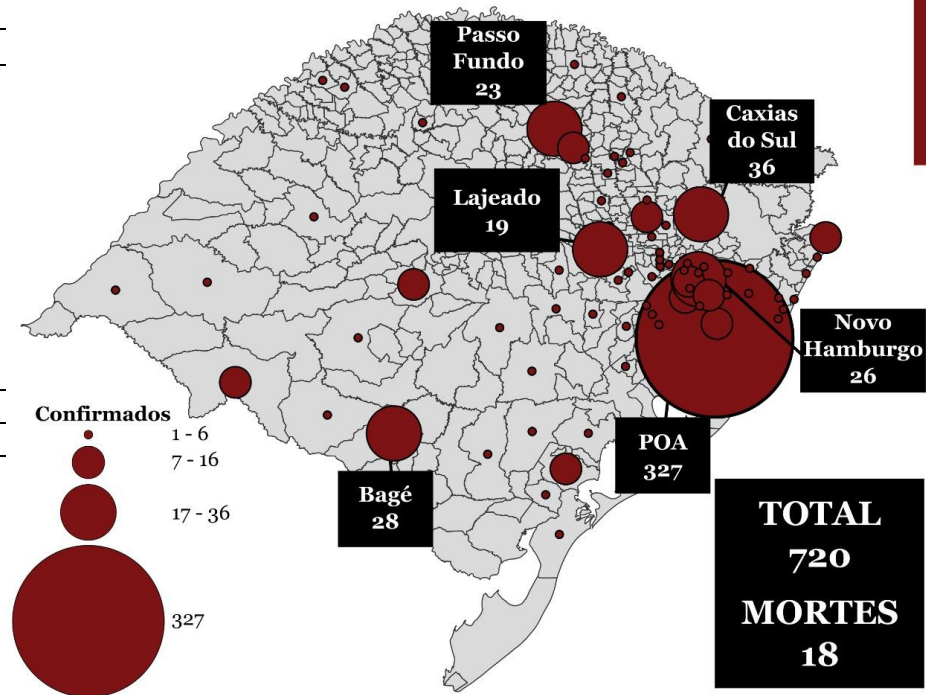 Passo
Fundo
23
Caxias
do Sul
36
Lajeado
19
Novo
Hamburgo
26
POA
327
Bagé
28
Confirmados
1 - 6
7 - 16
17 - 36
327
TOTAL
720
MORTES
18